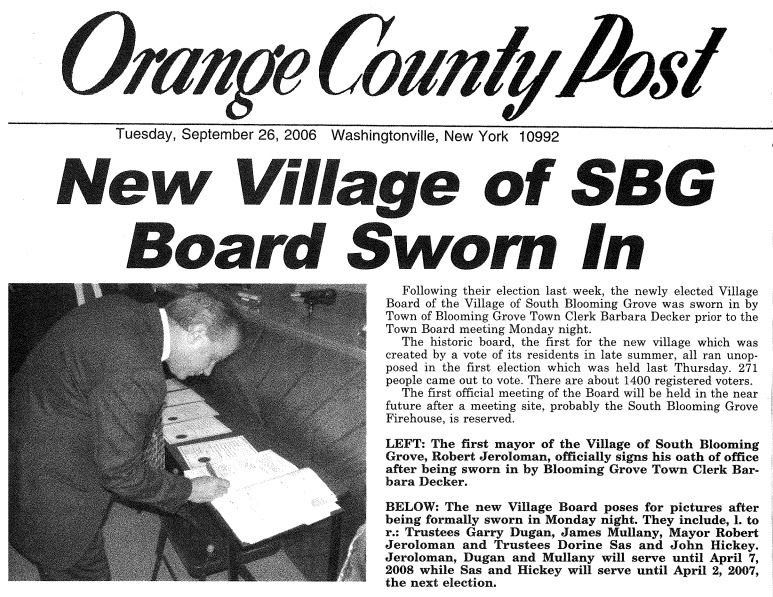 Orange County Post
Tuesday, September 26, 2006 Washingtonville, New York 10992
New Village of SBG
Board Sworn In
Following their election last week, the newly elected Village
Board of the Village of South Blooming Grove was sworn in by
Town of Blooming Grove Town Clerk Barbara Decker prior to the
Town Board meeting Monday night.
The historic board, the first for the new village which was
created by a vote of its residents in late summer, all ran unop-
posed in the first election which was held last Thursday. 271
people came out to vote. There are about 1400 registered voters.
The first official meeting of the Board will be held in the near
future after a meeting site, probably the South Blooming Grove
Firehouse, is reserved.
LEFT: The first mayor of the Village of South Blooming
Grove, Robert Jeroloman, officially signs his oath of office
after being sworn in by Blooming Grove Town Clerk Bar-
bara Decker.
BELOW: The new Village Board poses for pictures after
being formally sworn in Monday night. They include, l. to
r.: Trustees Garry Dugan, James Mullany, Mayor Robert
Jeroloman and Trustees Dorine Sas and John Hickey.
Jeroloman, Dugan and Mullany will serve until April 7,
2008 while Sas and Hickey will serve until April 2, 2007,
the next election.